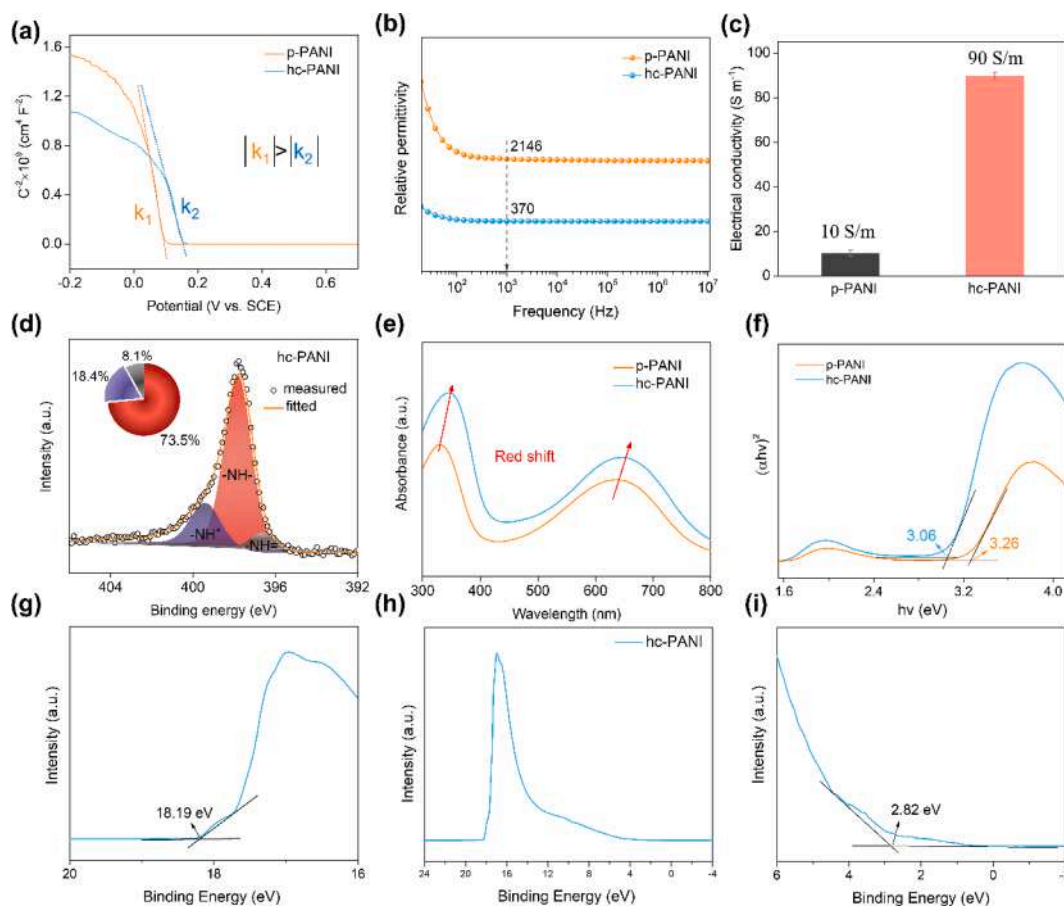 (a)
p-PANI
hc-PANI
|k₁|>|k₂|
k₁
k₂
1.6
1.2
0.8
0.4
0.0
C⁻²×10⁹ (cm⁴ F⁻²)
-0.2 0.0 0.2 0.4 0.6
Potential (V vs. SCE)
(b)
p-PANI
hc-PANI
2146
370
Relative permittivity
10² 10³ 10⁴ 10⁵ 10⁶ 10⁷
Frequency (Hz)
(c)
100
80
60
40
20
0
Electrical conductivity (S m⁻¹)
90 S/m
10 S/m
p-PANI hc-PANI
(d)
hc-PANI
measured
fitted
8.1%
18.4%
73.5%
-NH-
-NH⁺
-NH=
Intensity (a.u.)
404 400 396 392
Binding energy (eV)
(e)
p-PANI
hc-PANI
Red shift
Absorbance (a.u.)
300 400 500 600 700 800
Wavelength (nm)
(f)
p-PANI
hc-PANI
3.06
3.26
(αhν)²
1.6 2.4 3.2 4.0
hν (eV)
(g)
18.19 eV
Intensity (a.u.)
20 18 16
Binding Energy (eV)
(h)
hc-PANI
Intensity (a.u.)
24 20 16 12 8 4 0 -4
Binding Energy (eV)
(i)
2.82 eV
Intensity (a.u.)
6 4 2 0
Binding Energy (eV)